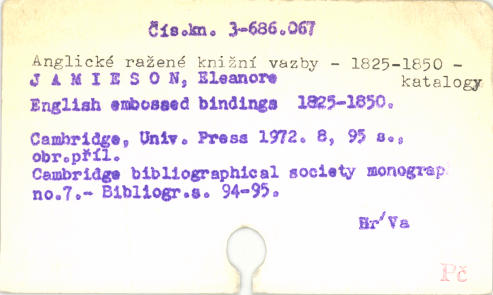 Čís.kn. 3-686.067
Anglické ražené knižní vazby - 1825-1850 -
katalogy
J A M I E S O N, Eleanore
English embossed bindings 1825-1850.
Cambridge, Univ. Press 1972. 8, 95 s.,
obr.příl.
Cambridge bibliographical society monograp
no.7.- Bibliogr.s. 94-95.
Hr/Va
Pč